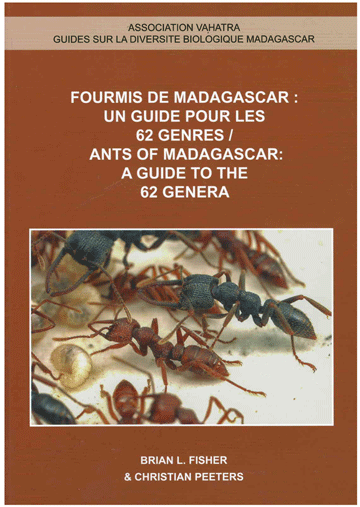 ASSOCIATION VAHATRA
GUIDES SUR LA DIVERSITE BIOLOGIQUE MADAGASCAR
FOURMIS DE MADAGASCAR :
UN GUIDE POUR LES
62 GENRES /
ANTS OF MADAGASCAR:
A GUIDE TO THE
62 GENERA
BRIAN L. FISHER
& CHRISTIAN PEETERS